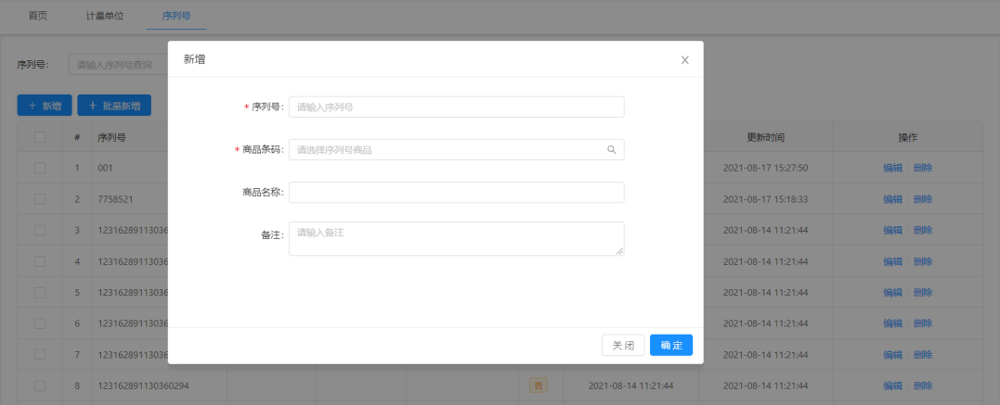 首页 计量单位 序列号
序列号： 请输入序列号查询
新增
+ 新增 + 批量新增
* 序列号： 请输入序列号
# 序列号 更新时间 操作
* 商品条码： 请选择序列号商品
1 001 2021-08-17 15:27:50 编辑 删除
商品名称：
2 7758521 2021-08-17 15:18:33 编辑 删除
备注： 请输入备注
3 12316289113036 2021-08-14 11:21:44 编辑 删除
4 12316289113036 2021-08-14 11:21:44 编辑 删除
5 12316289113036 2021-08-14 11:21:44 编辑 删除
6 12316289113036 2021-08-14 11:21:44 编辑 删除
关 闭 确 定
7 12316289113036 2021-08-14 11:21:44 编辑 删除
8 123162891130360294 否 2021-08-14 11:21:44 2021-08-14 11:21:44 编辑 删除